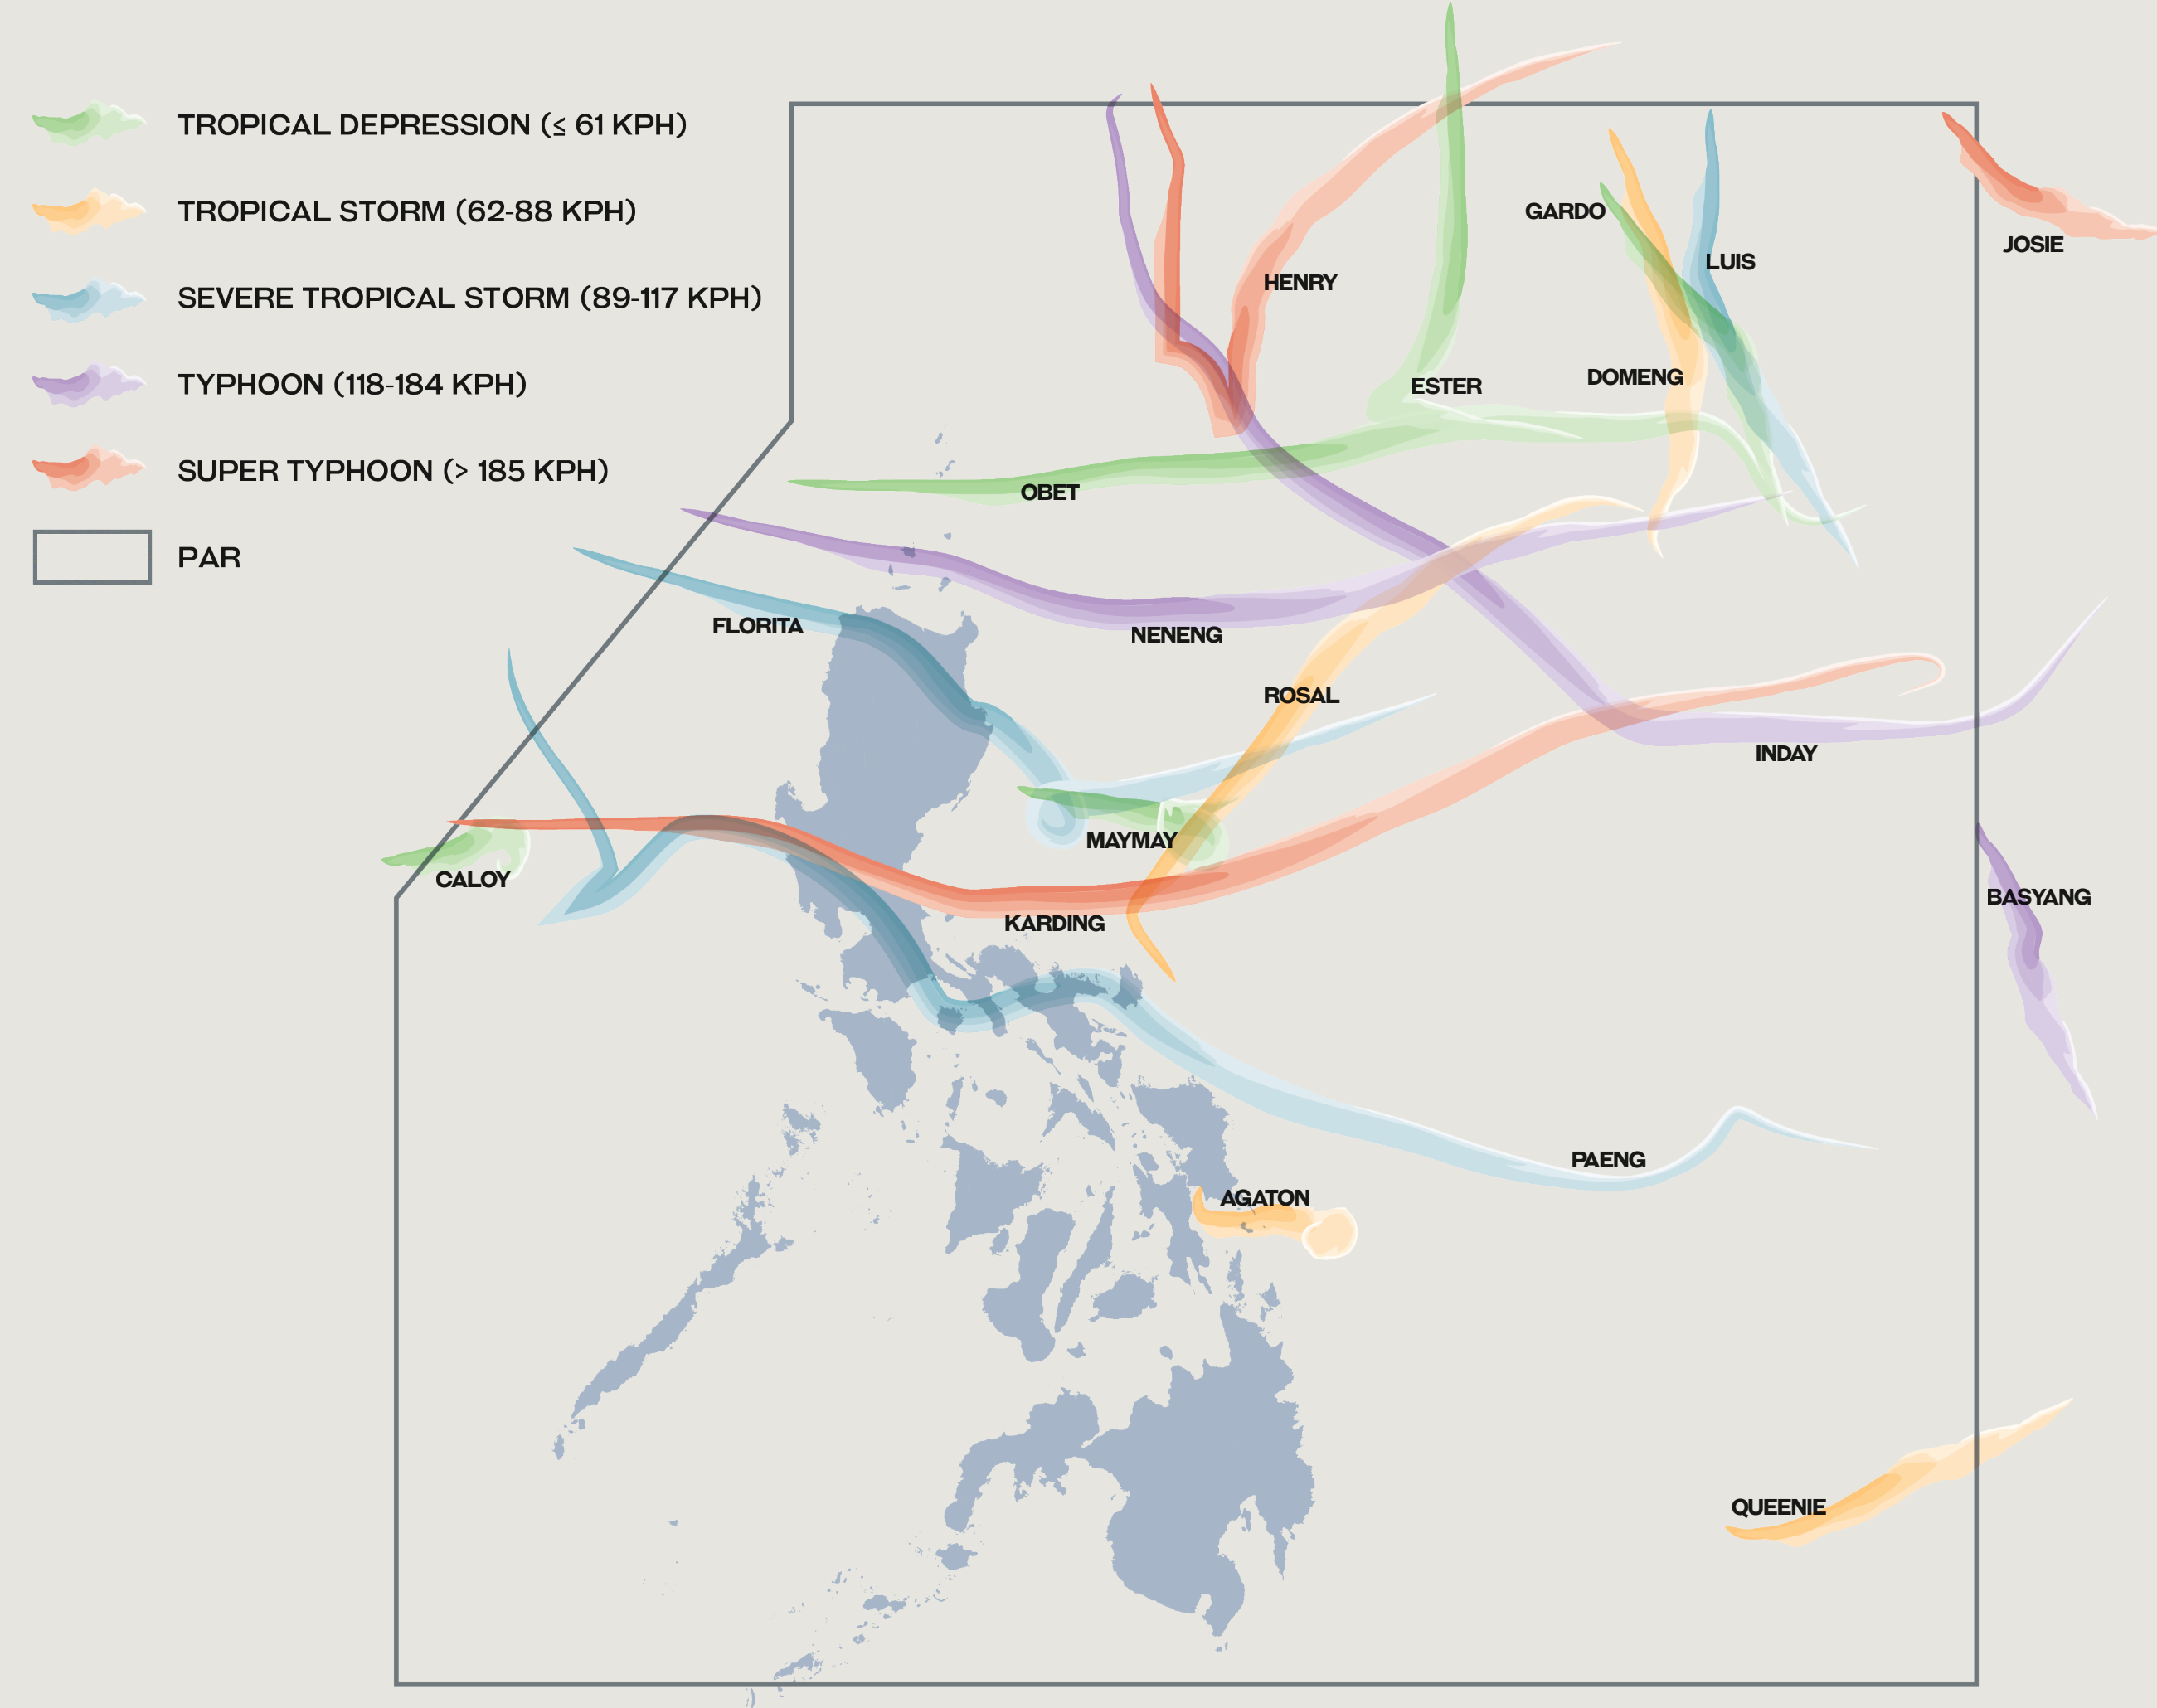 TROPICAL DEPRESSION (≤ 61 KPH)
TROPICAL STORM (62-88 KPH)
SEVERE TROPICAL STORM (89-117 KPH)
TYPHOON (118-184 KPH)
SUPER TYPHOON (> 185 KPH)
PAR
GARDO
JOSIE
LUIS
HENRY
DOMENG
ESTER
OBET
FLORITA
NENENG
ROSAL
INDAY
MAYMAY
CALOY
BASYANG
KARDING
PAENG
AGATON
QUEENIE